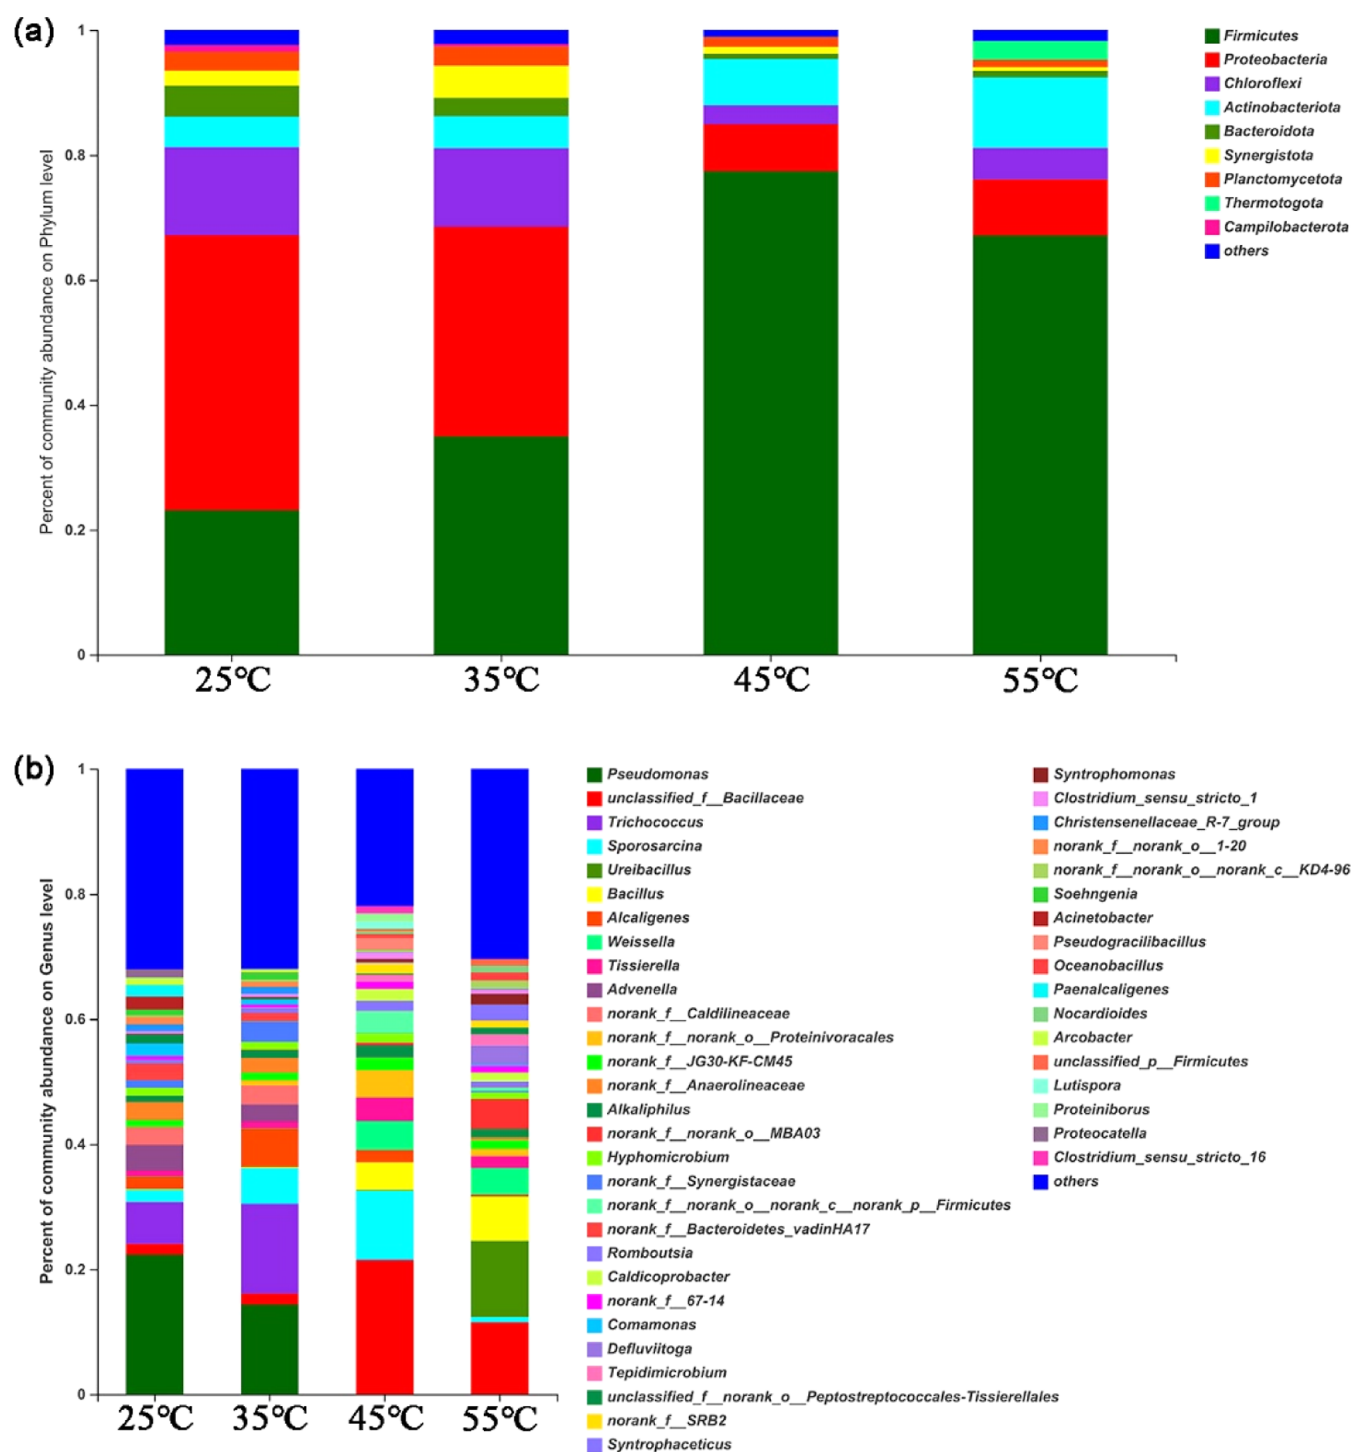 (a)
Percent of community abundance on Phylum level
1
0.8
0.6
0.4
0.2
0
25℃
35℃
45℃
55℃
Firmicutes
Proteobacteria
Chloroflexi
Actinobacteriota
Bacteroidota
Synergistota
Planctomycetota
Thermotogota
Campilobacterota
others
(b)
Percent of community abundance on Genus level
1
0.8
0.6
0.4
0.2
0
25℃
35℃
45℃
55℃
Pseudomonas
unclassified_f__Bacillaceae
Trichococcus
Sporosarcina
Ureibacillus
Bacillus
Alcaligenes
Weissella
Tissierella
Advenella
norank_f__Caldilineaceae
norank_f__norank_o__Proteinivoracales
norank_f__JG30-KF-CM45
norank_f__Anaerolineaceae
Alkaliphilus
norank_f__norank_o__MBA03
Hyphomicrobium
norank_f__Synergistaceae
norank_f__norank_o__norank_c__norank_p__Firmicutes
norank_f__Bacteroidetes_vadinHA17
Romboutsia
Caldicoprobacter
norank_f__67-14
Comamonas
Defluviitoga
Tepidimicrobium
unclassified_f__norank_o__Peptostreptococcales-Tissierellales
norank_f__SRB2
Syntrophaceticus
Syntrophomonas
Clostridium_sensu_stricto_1
Christensenellaceae_R-7_group
norank_f__norank_o__1-20
norank_f__norank_o__norank_c__KD4-96
Soehngenia
Acinetobacter
Pseudogracilibacillus
Oceanobacillus
Paenalcaligenes
Nocardioides
Arcobacter
unclassified_p__Firmicutes
Lutispora
Proteiniborus
Proteocatella
Clostridium_sensu_stricto_16
others